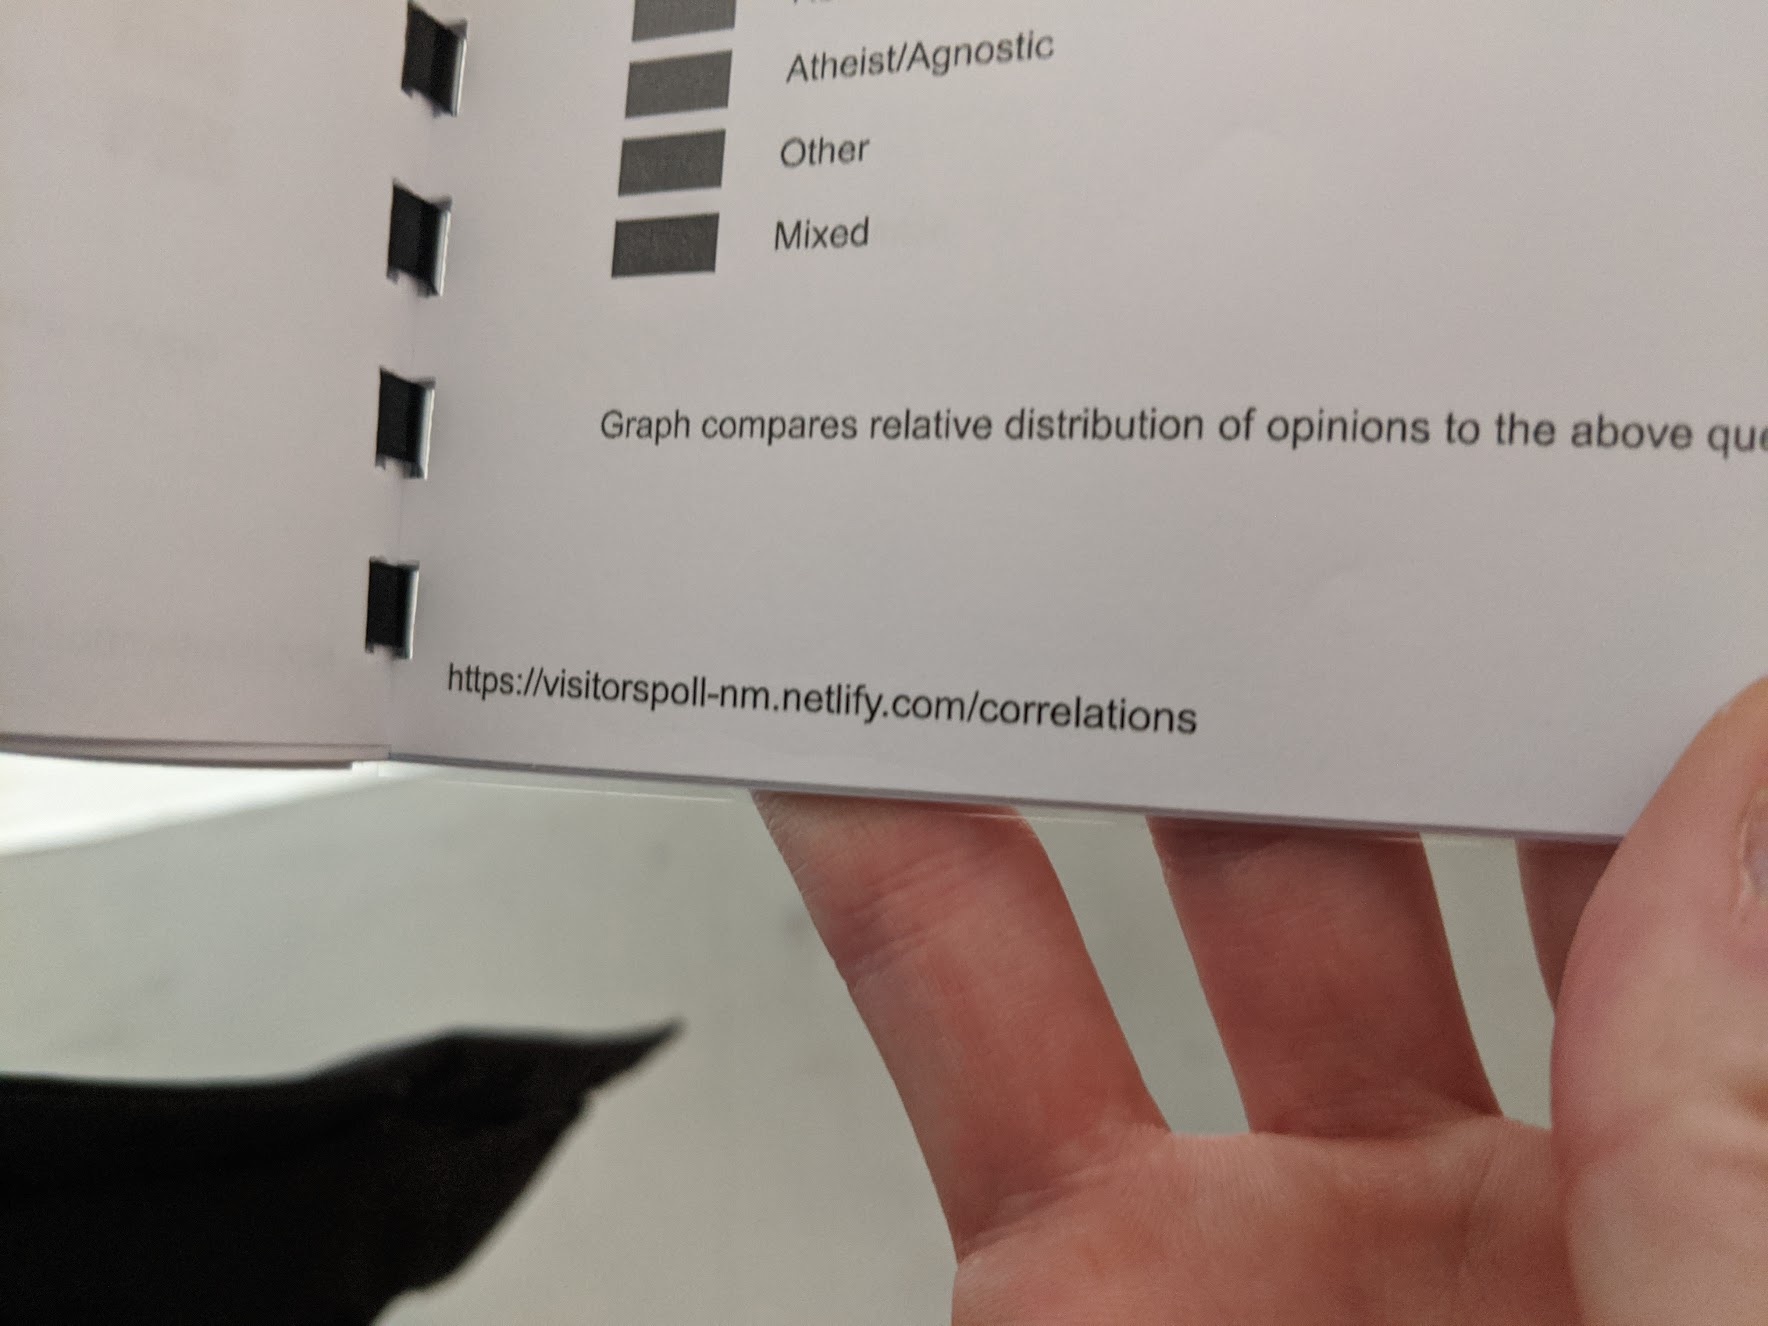 Atheist/Agnostic
Other
Mixed
Graph compares relative distribution of opinions to the above
https://visitorspoll-nm.netlify.com/correlations